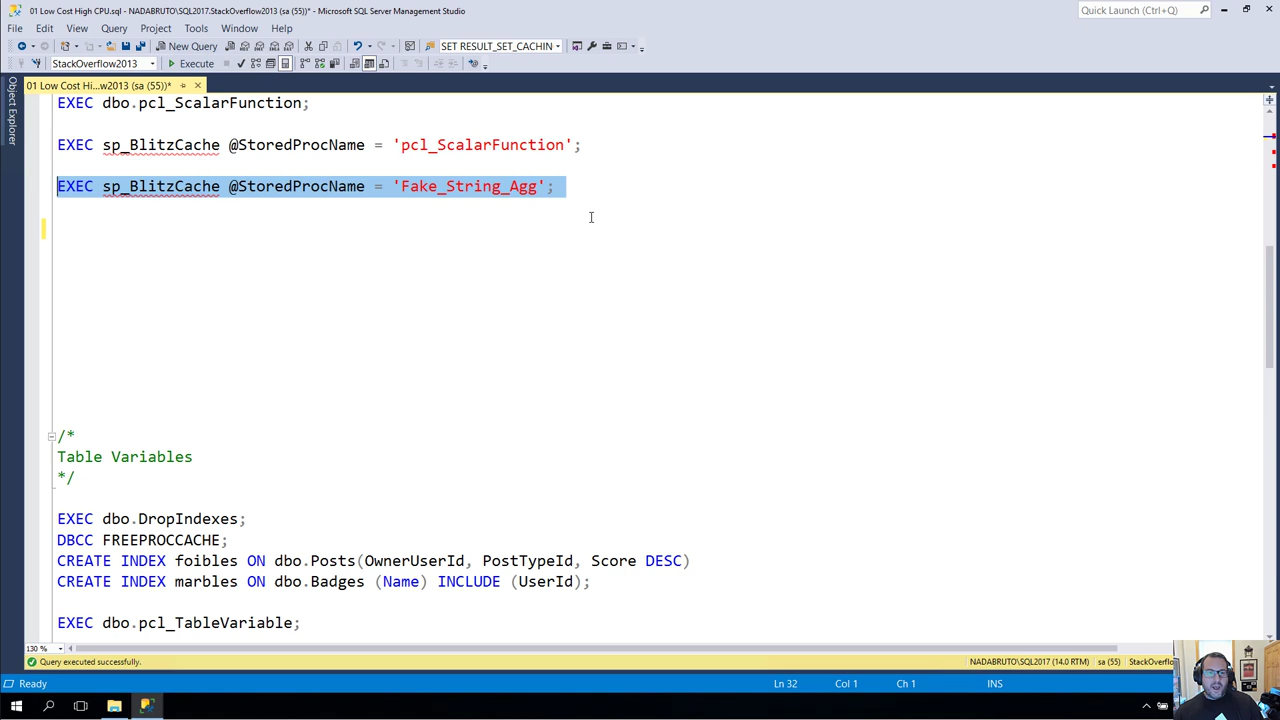 01 Low Cost High CPU.sql - NADABRUTO\SQL2017.StackOverflow2013 (sa (55))* - Microsoft SQL Server Management Studio
Quick Launch (Ctrl+Q)
File Edit View Query Project Tools Window Help
New Query
SET RESULT_SET_CACHIN
StackOverflow2013
Execute
01 Low Cost Hi...w2013 (sa (55))*
Object Explorer
EXEC dbo.pcl_ScalarFunction;
EXEC sp_BlitzCache @StoredProcName = 'pcl_ScalarFunction';
EXEC sp_BlitzCache @StoredProcName = 'Fake_String_Agg';
/*
Table Variables
*/
EXEC dbo.DropIndexes;
DBCC FREEPROCCACHE;
CREATE INDEX foibles ON dbo.Posts(OwnerUserId, PostTypeId, Score DESC)
CREATE INDEX marbles ON dbo.Badges (Name) INCLUDE (UserId);
EXEC dbo.pcl_TableVariable;
130 %
Query executed successfully.
NADABRUTO\SQL2017 (14.0 RTM) sa (55) StackOverflo
Ready
Ln 32 Col 1 Ch 1 INS